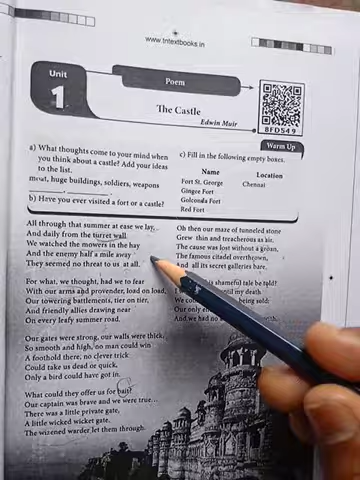 www.tntextbooks.in
Unit
1
Poem
The Castle
Edwin Muir
8FD549
Warm Up
a) What thoughts come to your mind when
you think about a castle? Add your ideas
to the list.
moat, huge buildings, soldiers, weapons
b) Have you ever visited a fort or a castle?
c) Fill in the following empty boxes.
Name Location
Fort St. George Chennai
Gingee Fort
Golconda Fort
Red Fort
All through that summer at ease we lay,
And daily from the turret wall
We watched the mowers in the hay
And the enemy half a mile away
They seemed no threat to us at all.
For what, we thought, had we to fear
With our arms and provender, load on load,
Our towering battlements, tier on tier,
And friendly allies drawing near
On every leafy summer road.
Our gates were strong, our walls were thick,
So smooth and high, no man could win
A foothold there, no clever trick
Could take us dead or quick,
Only a bird could have got in.
What could they offer us for bait?
Our captain was brave and we were true...
There was a little private gate,
A little wicked wicket gate.
The wizened warder let them through.
Oh then our maze of tunneled stone
Grew thin and treacherous as air.
The cause was lost without a groan,
The famous citadel overthrown,
And all its secret galleries bare.
is shameful tale be told?
until my death
We being sold:
Our only
And we had no